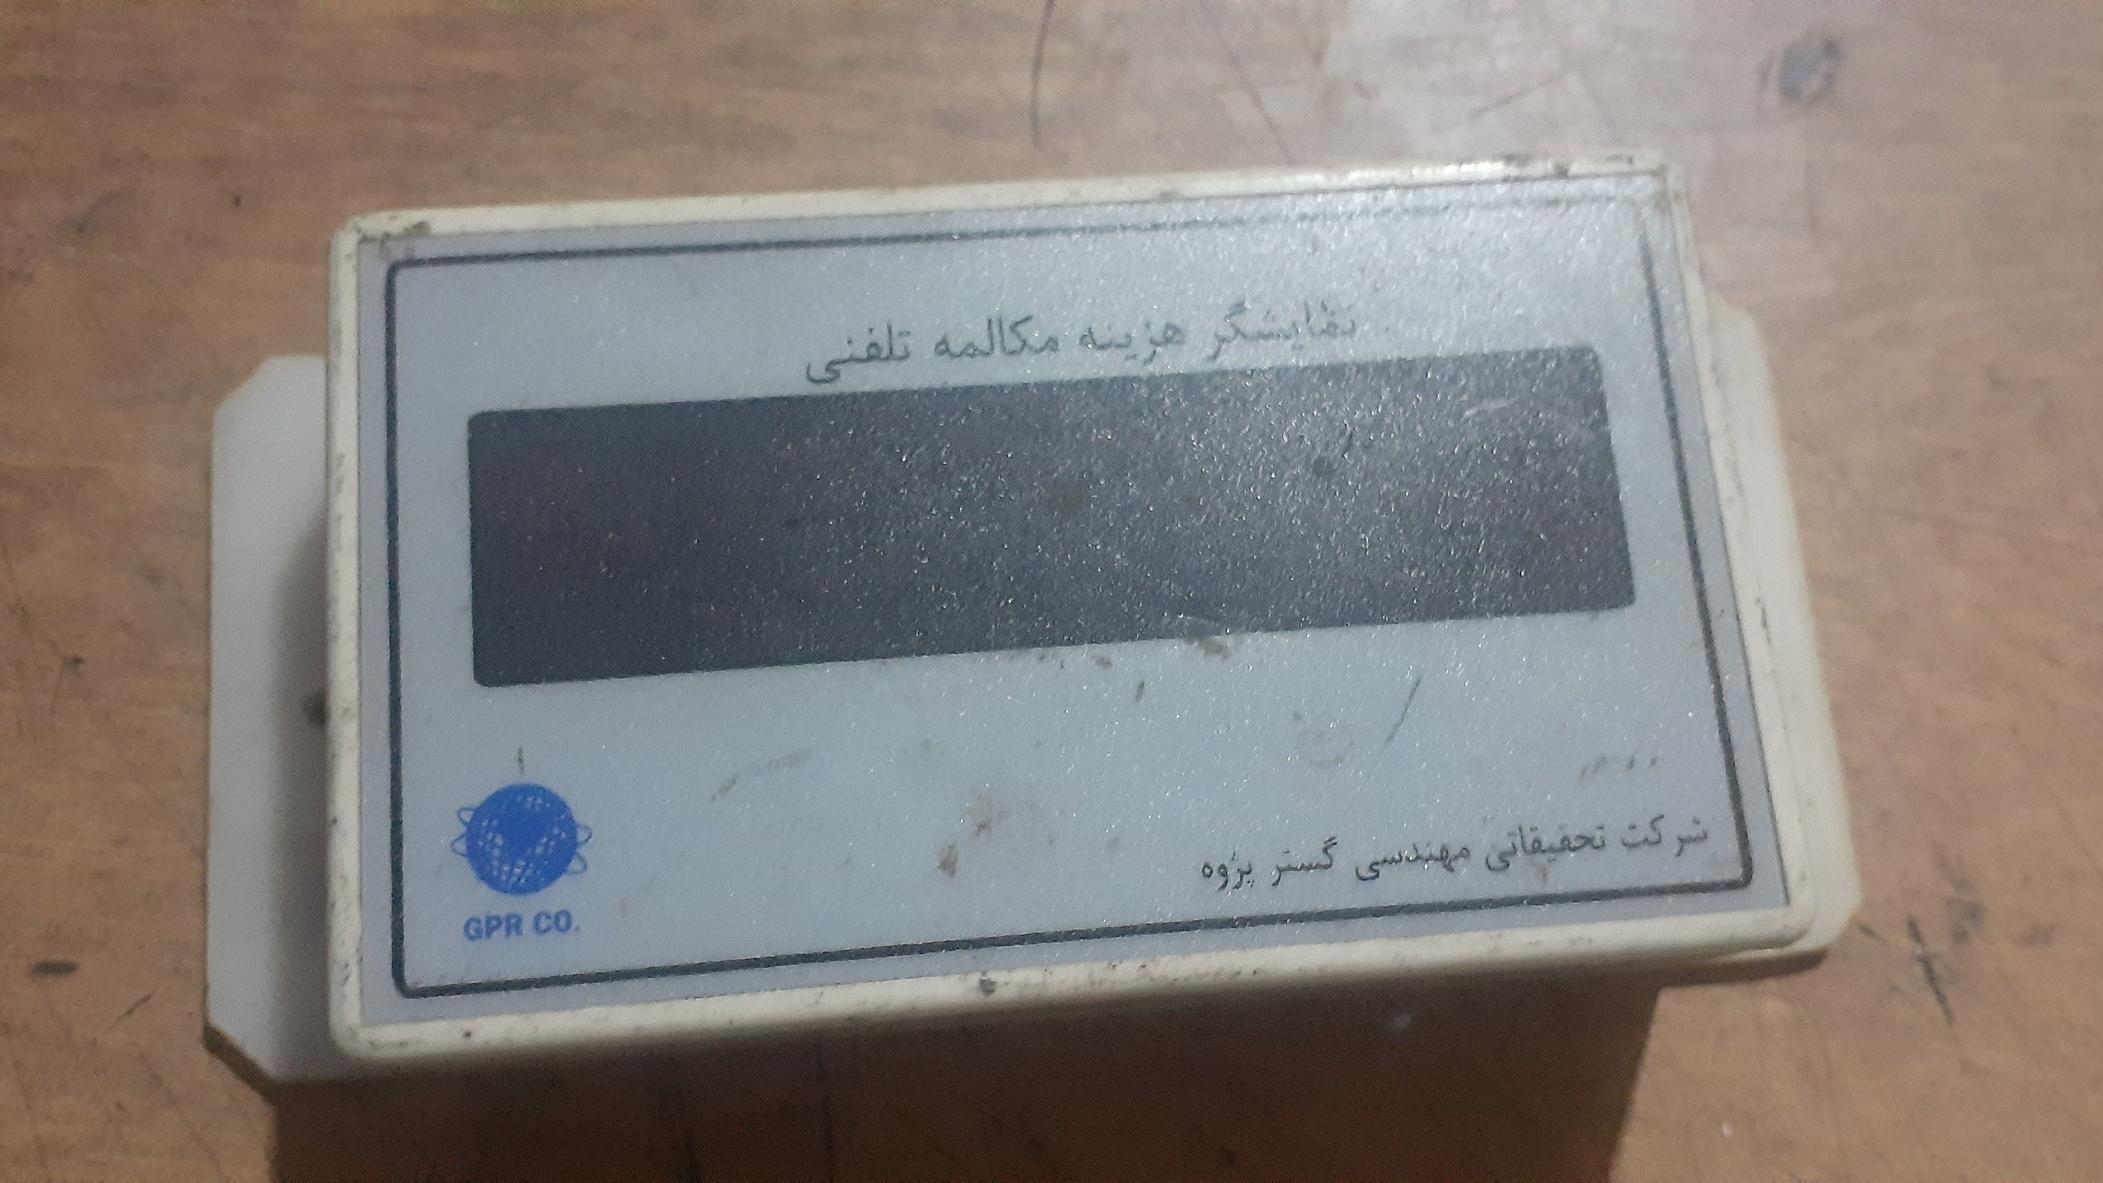 نمایشگر هزینه مکالمه تلفنی
شرکت تحقیقاتی مهندسی گستر پژوه
GPR CO.